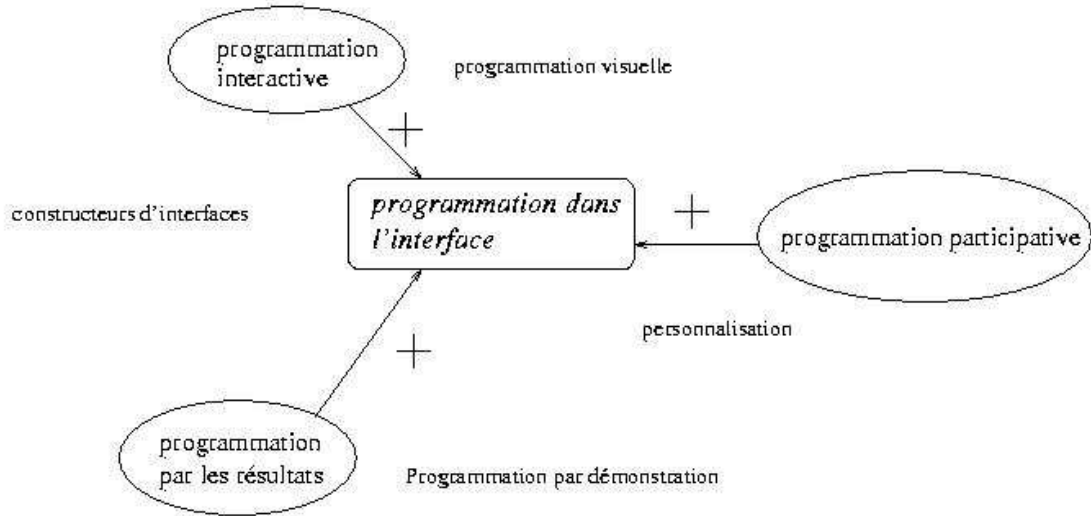 programmation
interactive
programmation visuelle
+
constructeurs d'interfaces
programmation dans
l'interface
+
programmation participative
personnalisation
+
programmation
par les résultats
Programmation par démonstration